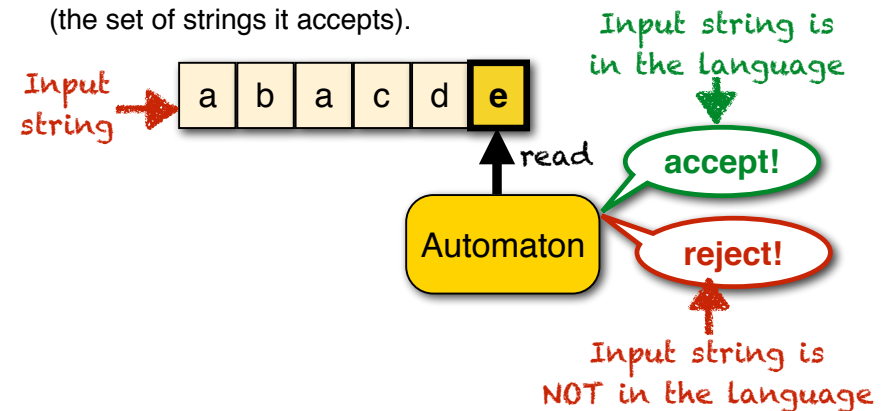 (the set of strings it accepts).
Input string is
in the language
Input
string
a b a c d e
read
accept!
Automaton
reject!
Input string is
NOT in the language